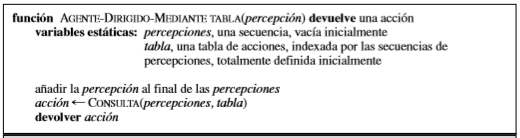 función AGENTE-DIRIGIDO-MEDIANTE TABLA(percepción) devuelve una acción
variables estáticas: percepciones, una secuencia, vacía inicialmente
tabla, una tabla de acciones, indexada por las secuencias de
percepciones, totalmente definida inicialmente
añadir la percepción al final de las percepciones
acción ← CONSULTA(percepciones, tabla)
devolver acción